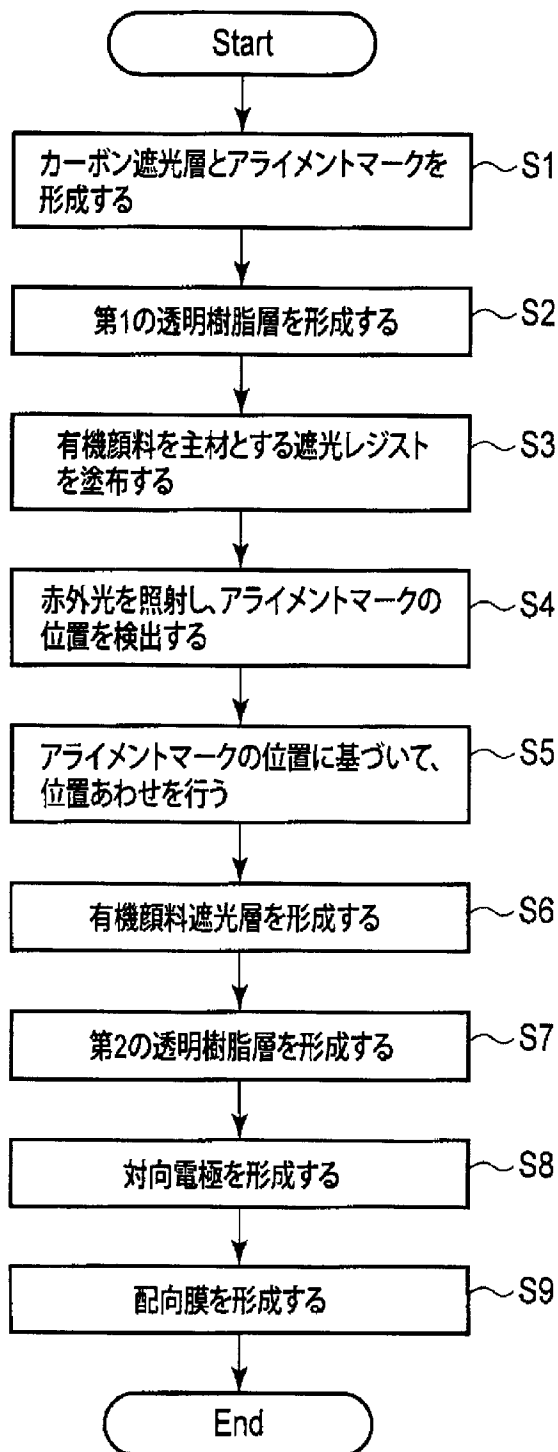 Start
カーボン遮光層とアライメントマークを
形成する
S1
第1の透明樹脂層を形成する
S2
有機顔料を主材とする遮光レジスト
を塗布する
S3
赤外光を照射し、アライメントマークの
位置を検出する
S4
アライメントマークの位置に基づいて、
位置あわせを行う
S5
有機顔料遮光層を形成する
S6
第2の透明樹脂層を形成する
S7
対向電極を形成する
S8
配向膜を形成する
S9
End